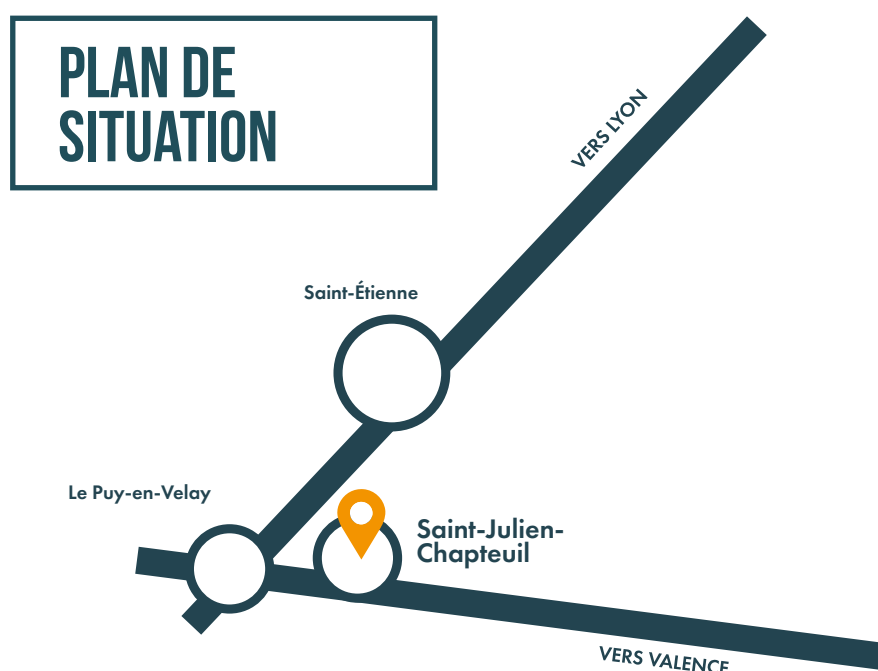 PLAN DE
SITUATION
VERS LYON
Saint-Étienne
Le Puy-en-Velay
Saint-Julien-
Chapteuil
VERS VALENCE